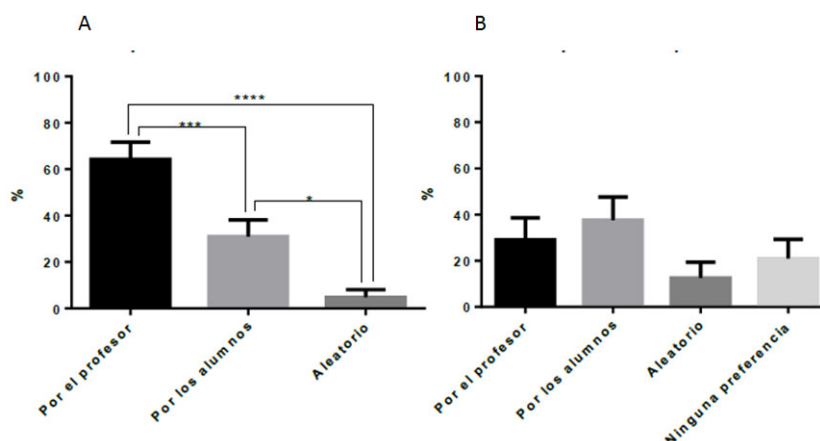 A
100
80
60
40
20
0
%
****
***
*
Por el profesor
Por los alumnos
Aleatorio
B
100
80
60
40
20
0
%
Por el profesor
Por los alumnos
Aleatorio
Ninguna preferencia